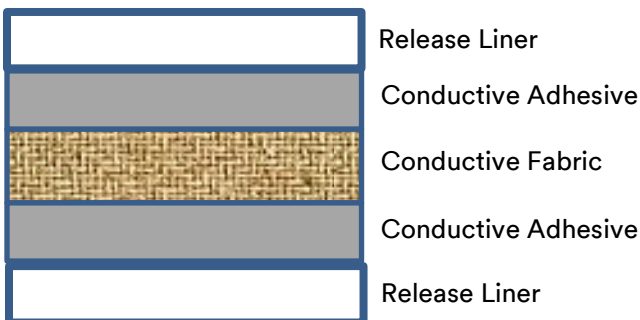 Release Liner
Conductive Adhesive
Conductive Fabric
Conductive Adhesive
Release Liner